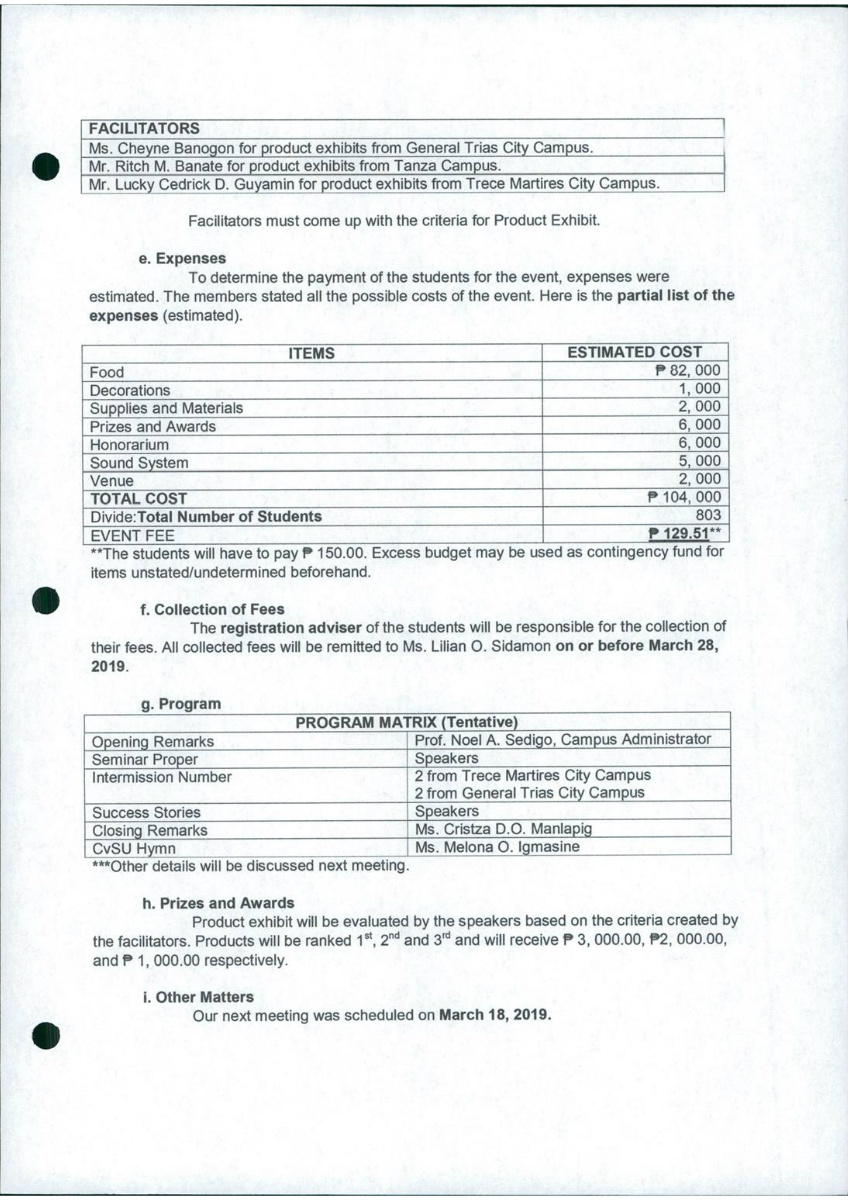 FACILITATORS
Ms. Cheyne Banogon for product exhibits from General Trias City Campus.
Mr. Ritch M. Banate for product exhibits from Tanza Campus.
Mr. Lucky Cedrick D. Guyamin for product exhibits from Trece Martires City Campus.
Facilitators must come up with the criteria for Product Exhibit.
e. Expenses
To determine the payment of the students for the event, expenses were
estimated. The members stated all the possible costs of the event. Here is the partial list of the
expenses (estimated).
ITEMS ESTIMATED COST
Food ₱ 82, 000
Decorations 1, 000
Supplies and Materials 2, 000
Prizes and Awards 6, 000
Honorarium 6, 000
Sound System 5, 000
Venue 2, 000
TOTAL COST ₱ 104, 000
Divide:Total Number of Students 803
EVENT FEE ₱ 129.51**
**The students will have to pay ₱ 150.00. Excess budget may be used as contingency fund for
items unstated/undetermined beforehand.
f. Collection of Fees
The registration adviser of the students will be responsible for the collection of
their fees. All collected fees will be remitted to Ms. Lilian O. Sidamon on or before March 28,
2019.
g. Program
PROGRAM MATRIX (Tentative)
Opening Remarks Prof. Noel A. Sedigo, Campus Administrator
Seminar Proper Speakers
Intermission Number 2 from Trece Martires City Campus
2 from General Trias City Campus
Success Stories Speakers
Closing Remarks Ms. Cristza D.O. Manlapig
CvSU Hymn Ms. Melona O. Igmasine
***Other details will be discussed next meeting.
h. Prizes and Awards
Product exhibit will be evaluated by the speakers based on the criteria created by
the facilitators. Products will be ranked 1st, 2nd and 3rd and will receive ₱ 3, 000.00, ₱2, 000.00,
and ₱ 1, 000.00 respectively.
i. Other Matters
Our next meeting was scheduled on March 18, 2019.